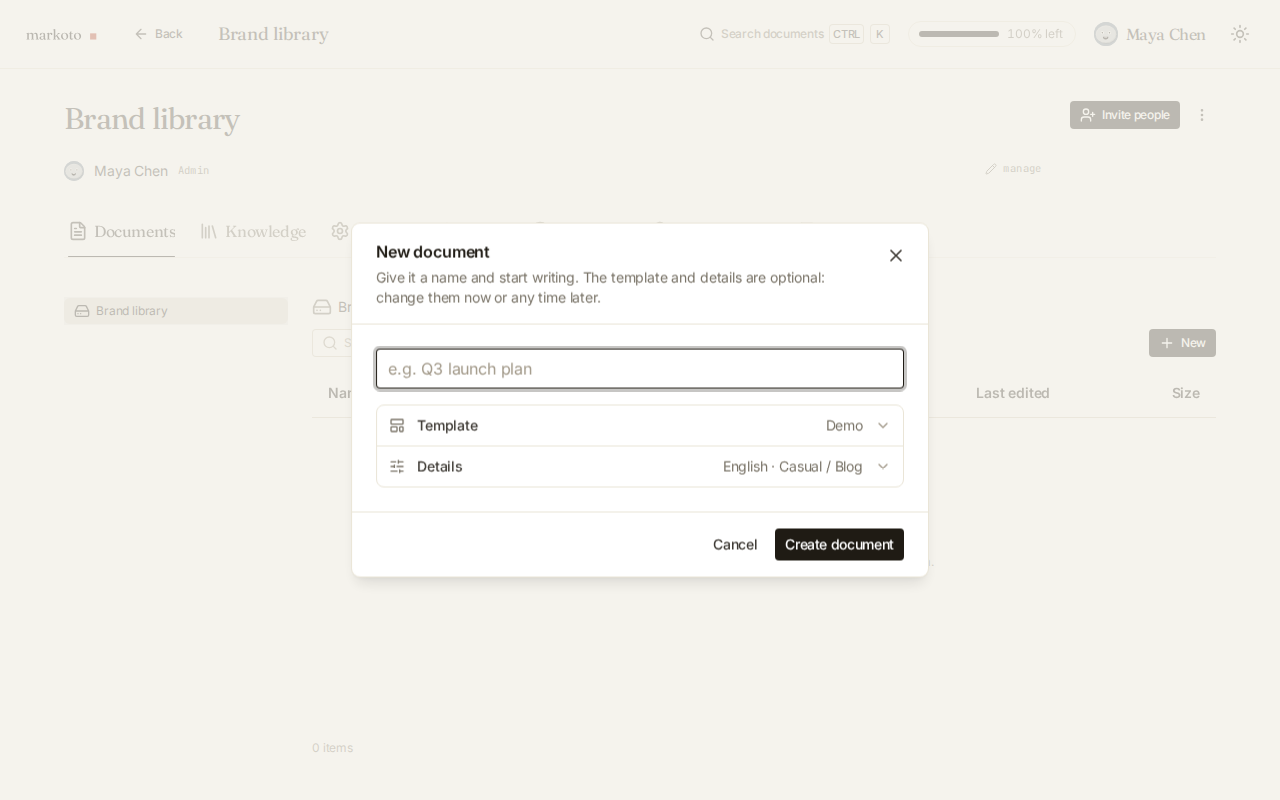 markoto
Back
Brand library
Search documents CTRL K
100% left
Maya Chen
Brand library
Invite people
Maya Chen Admin
manage
Documents
Knowledge
New document
Give it a name and start writing. The template and details are optional:
change them now or any time later.
Brand library
e.g. Q3 launch plan
New
Last edited
Size
Template Demo
Details English · Casual / Blog
Cancel
Create document
0 items